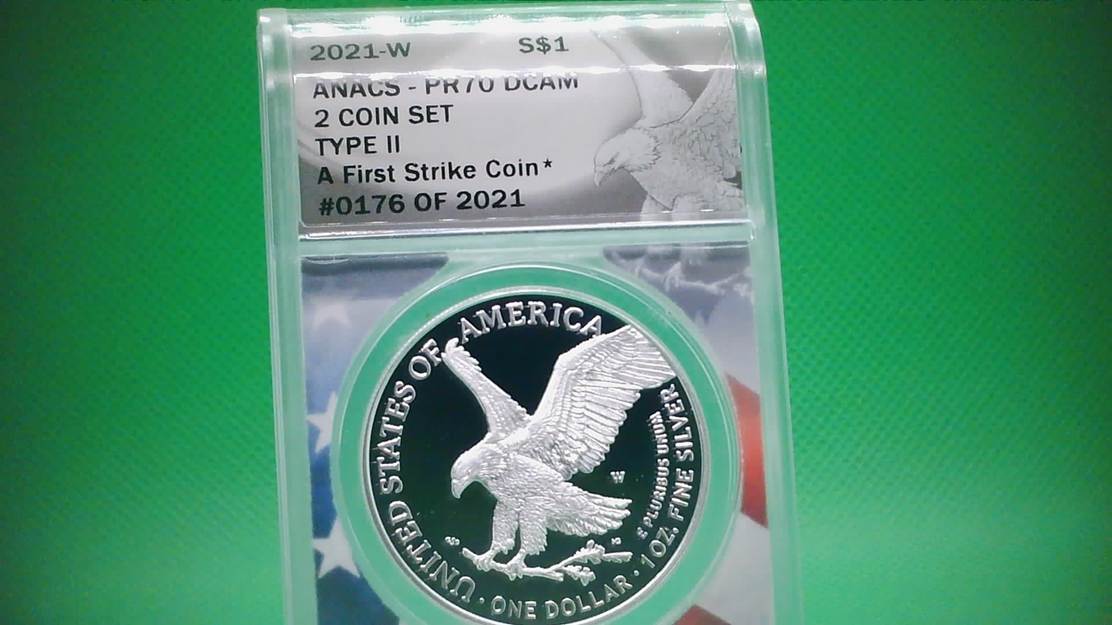 2021-W S$1
ANACS - PR70 DCAM
2 COIN SET
TYPE II
A First Strike Coin*
#0176 OF 2021
UNITED STATES OF AMERICA
W
E PLURIBUS UNUM
· ONE DOLLAR · 1 OZ. FINE SILVER